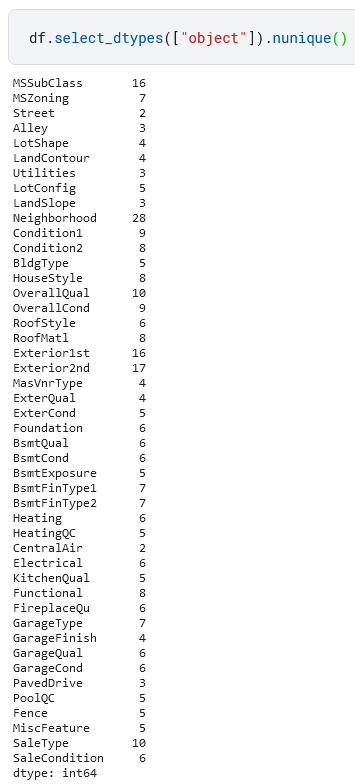 df.select_dtypes(["object"]).nunique()
MSSubClass 16
MSZoning 7
Street 2
Alley 3
LotShape 4
LandContour 4
Utilities 3
LotConfig 5
LandSlope 3
Neighborhood 28
Condition1 9
Condition2 8
BldgType 5
HouseStyle 8
OverallQual 10
OverallCond 9
RoofStyle 6
RoofMatl 8
Exterior1st 16
Exterior2nd 17
MasVnrType 4
ExterQual 4
ExterCond 5
Foundation 6
BsmtQual 6
BsmtCond 6
BsmtExposure 5
BsmtFinType1 7
BsmtFinType2 7
Heating 6
HeatingQC 5
CentralAir 2
Electrical 6
KitchenQual 5
Functional 8
FireplaceQu 6
GarageType 7
GarageFinish 4
GarageQual 6
GarageCond 6
PavedDrive 3
PoolQC 5
Fence 5
MiscFeature 5
SaleType 10
SaleCondition 6
dtype: int64